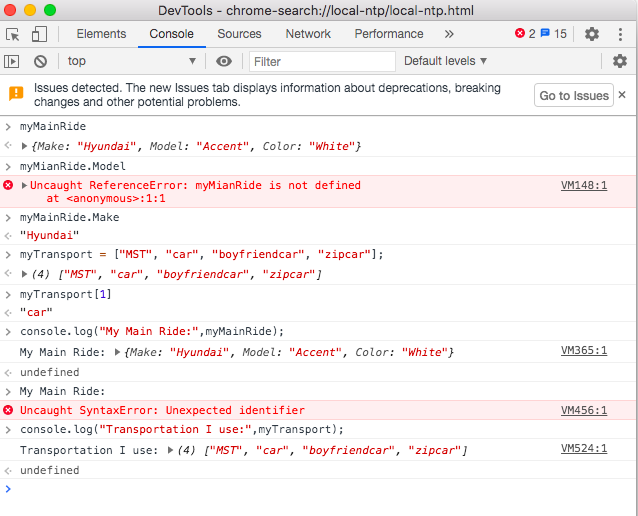 DevTools - chrome-search://local-ntp/local-ntp.html
Elements Console Sources Network Performance » 2 15
top Filter Default levels
Issues detected. The new Issues tab displays information about deprecations, breaking
changes and other potential problems.
Go to Issues
myMainRide
{Make: "Hyundai", Model: "Accent", Color: "White"}
myMianRide.Model
Uncaught ReferenceError: myMianRide is not defined VM148:1
at <anonymous>:1:1
myMainRide.Make
"Hyundai"
myTransport = ["MST", "car", "boyfriendcar", "zipcar"];
(4) ["MST", "car", "boyfriendcar", "zipcar"]
myTransport[1]
"car"
console.log("My Main Ride:",myMainRide);
My Main Ride: {Make: "Hyundai", Model: "Accent", Color: "White"} VM365:1
undefined
My Main Ride:
Uncaught SyntaxError: Unexpected identifier VM456:1
console.log("Transportation I use:",myTransport);
Transportation I use: (4) ["MST", "car", "boyfriendcar", "zipcar"] VM524:1
undefined